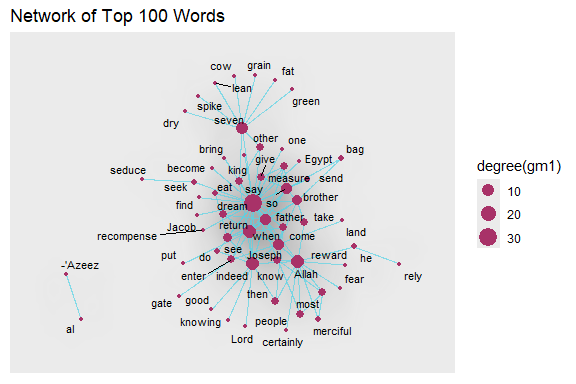 Network of Top 100 Words
cow
grain
fat
lean
green
spike
dry
seven
other
one
bring
give
Egypt
bag
become
king
measure
send
seduce
seek
eat
say
brother
find
dream
so
father
take
Jacob
return
when
come
land
recompense
put
do
see
Joseph
reward
he
enter
indeed
know
Allah
rely
-'Azeez
gate
good
then
most
fear
knowing
people
merciful
al
Lord
certainly
degree(gm1)
10
20
30